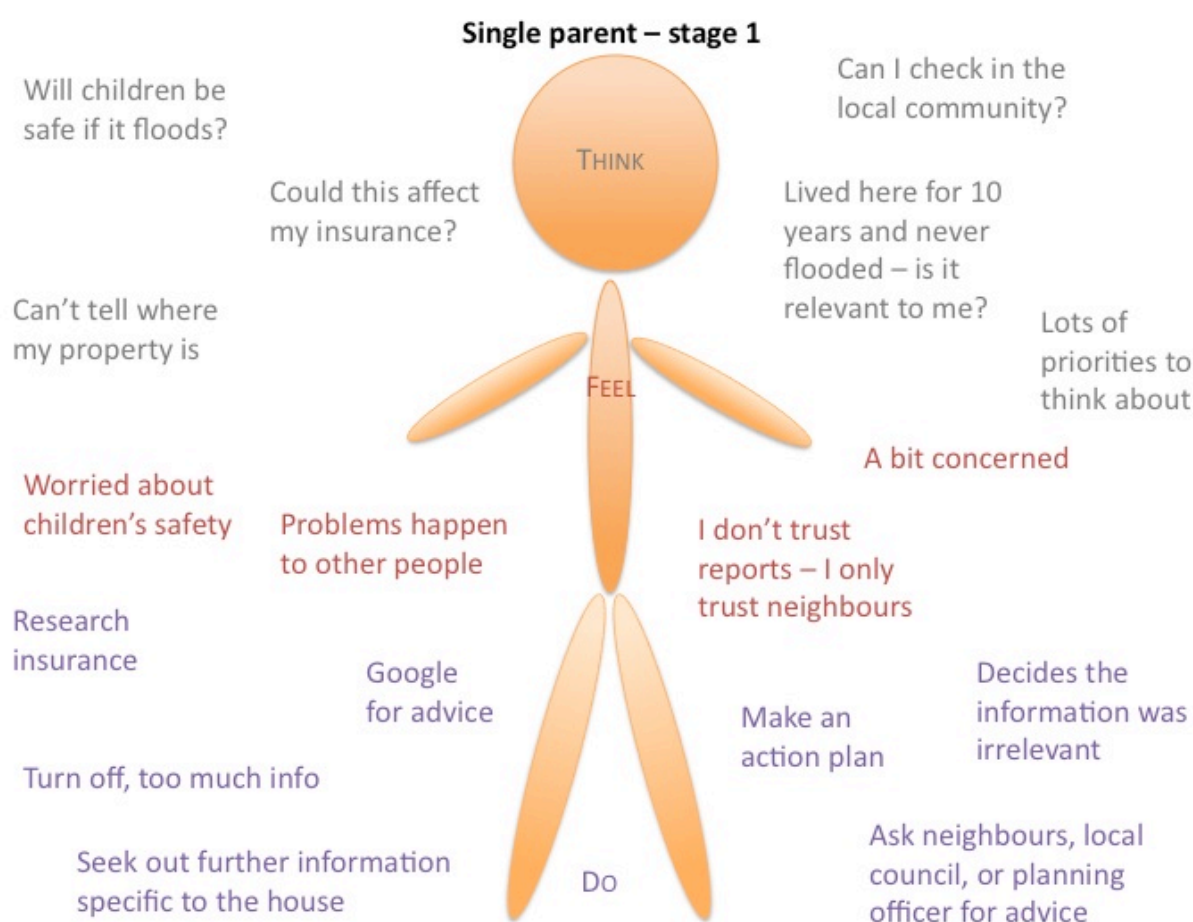 Single parent – stage 1
Will children be
safe if it floods?
Can I check in the
local community?
THINK
Could this affect
my insurance?
Lived here for 10
years and never
flooded – is it
relevant to me?
Can't tell where
my property is
Lots of
priorities to
think about
FEEL
A bit concerned
Worried about
children's safety
Problems happen
to other people
I don't trust
reports – I only
trust neighbours
Research
insurance
Google
for advice
Make an
action plan
Decides the
information was
irrelevant
Turn off, too much info
Seek out further information
specific to the house
DO
Ask neighbours, local
council, or planning
officer for advice